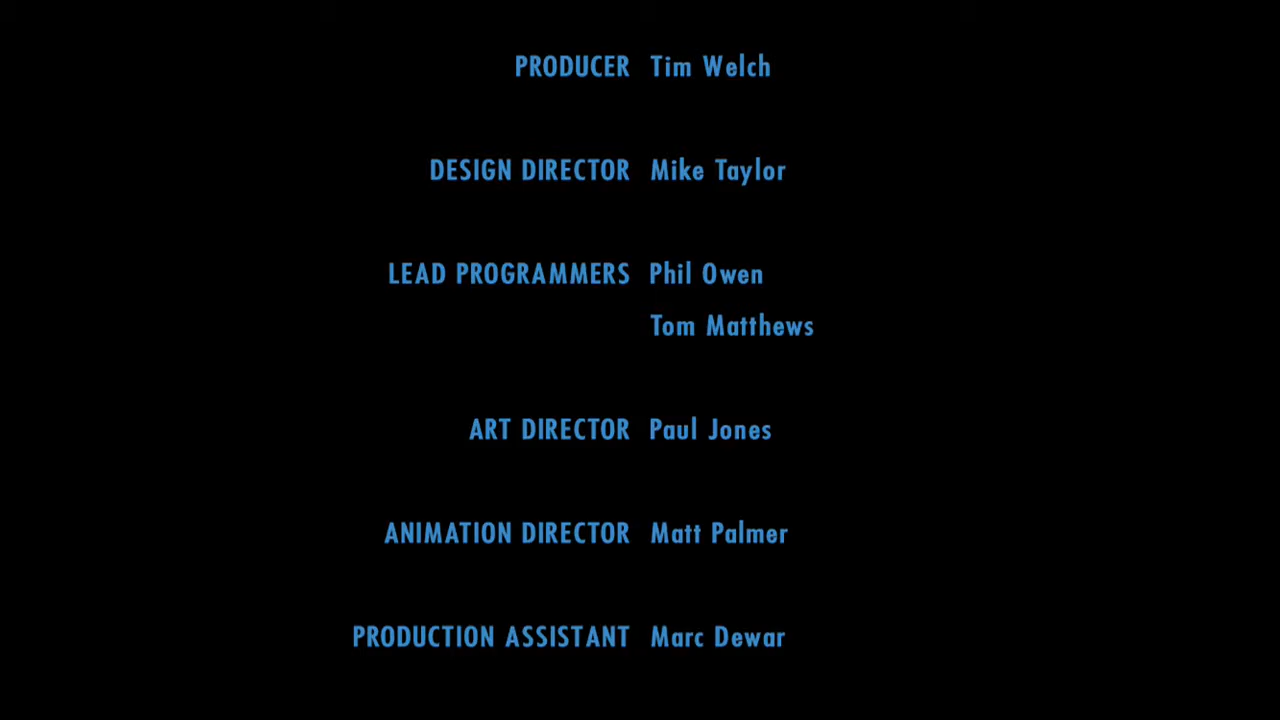 PRODUCER Tim Welch
DESIGN DIRECTOR Mike Taylor
LEAD PROGRAMMERS Phil Owen
Tom Matthews
ART DIRECTOR Paul Jones
ANIMATION DIRECTOR Matt Palmer
PRODUCTION ASSISTANT Marc Dewar